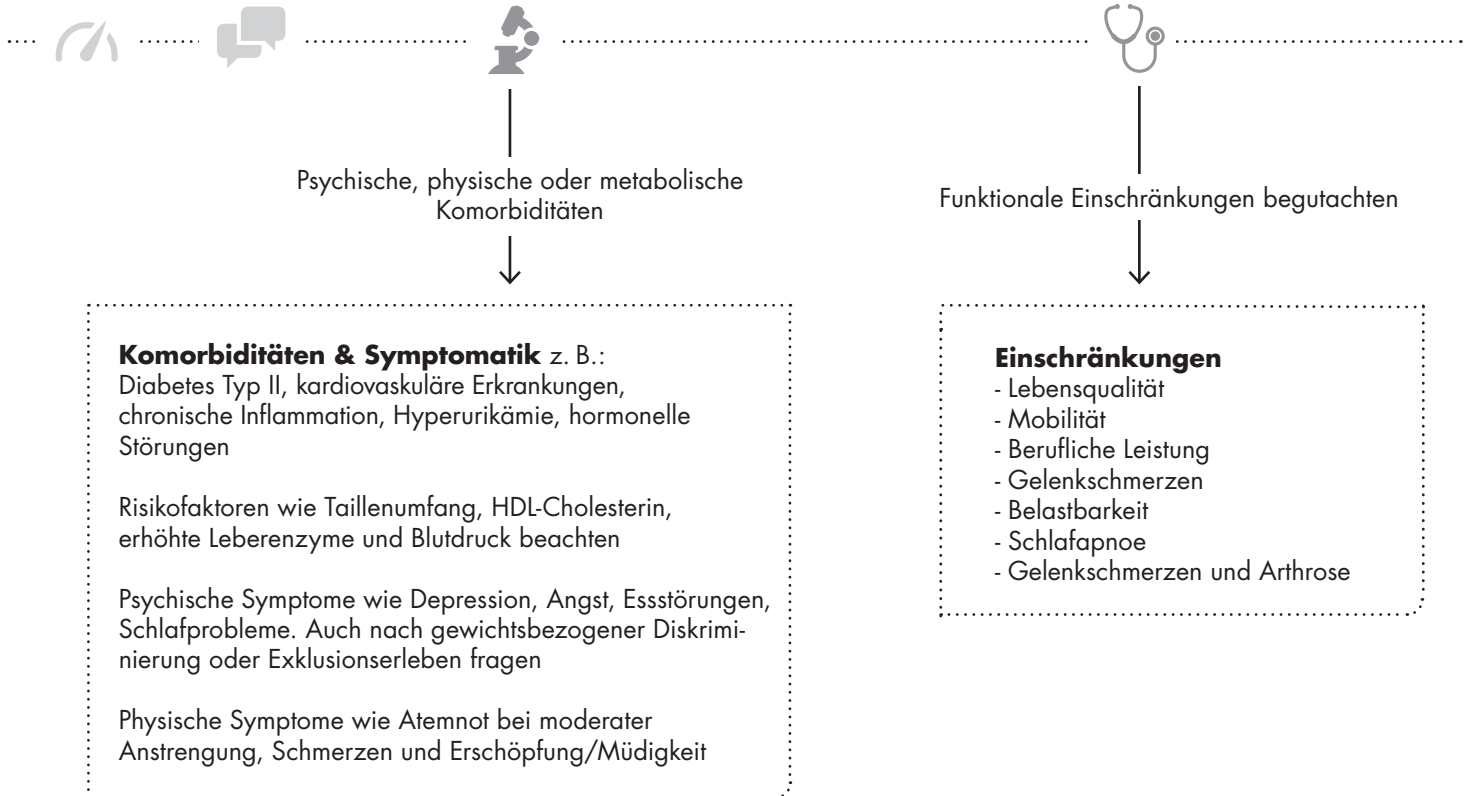 Psychische, physische oder metabolische
Komorbiditäten
Komorbiditäten & Symptomatik z. B.:
Diabetes Typ II, kardiovaskuläre Erkrankungen,
chronische Inflammation, Hyperurikämie, hormonelle
Störungen
Risikofaktoren wie Taillenumfang, HDL-Cholesterin,
erhöhte Leberenzyme und Blutdruck beachten
Psychische Symptome wie Depression, Angst, Essstörungen,
Schlafprobleme. Auch nach gewichtsbezogener Diskrimi-
nierung oder Exklusionserleben fragen
Physische Symptome wie Atemnot bei moderater
Anstrengung, Schmerzen und Erschöpfung/Müdigkeit
Funktionale Einschränkungen begutachten
Einschränkungen
- Lebensqualität
- Mobilität
- Berufliche Leistung
- Gelenkschmerzen
- Belastbarkeit
- Schlafapnoe
- Gelenkschmerzen und Arthrose